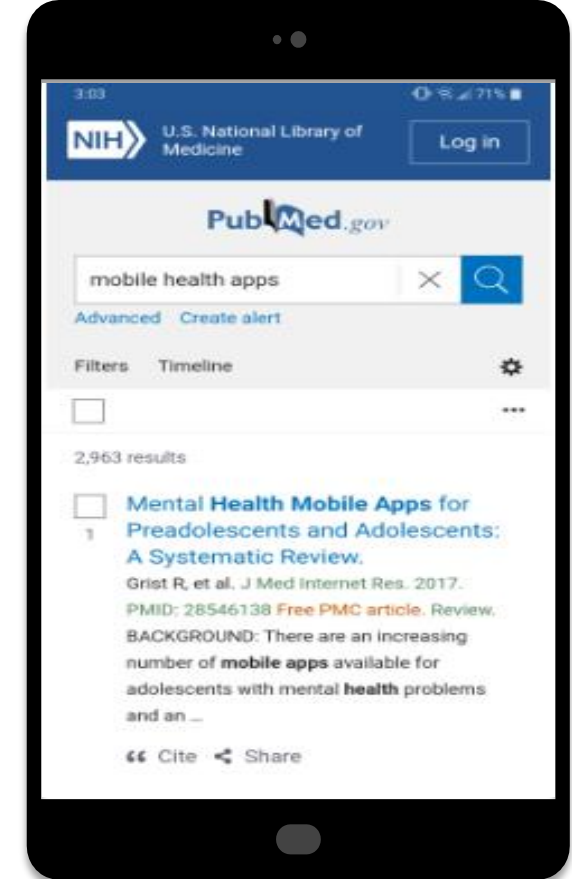 3:03 71%
NIH U.S. National Library of
Medicine
Log in
PubMed.gov
mobile health apps
Advanced Create alert
Filters Timeline
2,963 results
1
Mental Health Mobile Apps for
Preadolescents and Adolescents:
A Systematic Review.
Grist R, et al. J Med Internet Res. 2017.
PMID: 28546138 Free PMC article. Review.
BACKGROUND: There are an increasing
number of mobile apps available for
adolescents with mental health problems
and an ...
Cite Share